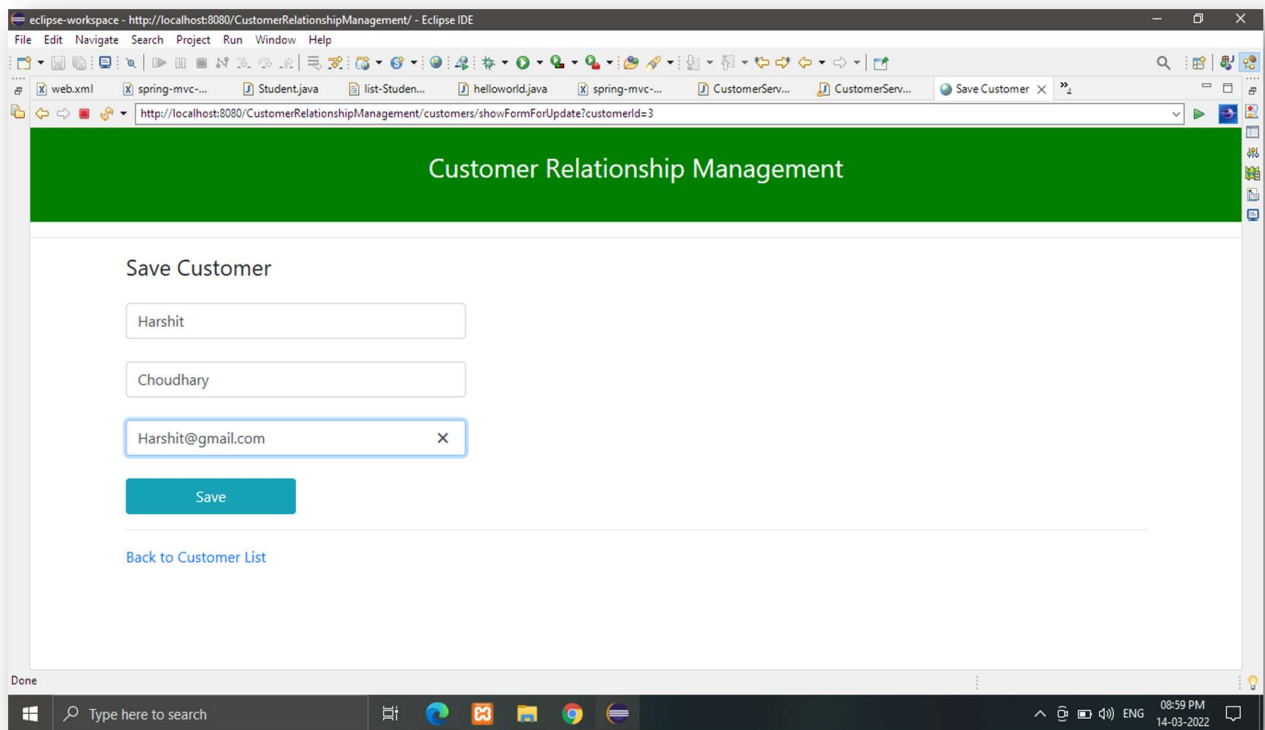 eclipse-workspace - http://localhost:8080/CustomerRelationshipManagement/ - Eclipse IDE
File Edit Navigate Search Project Run Window Help
web.xml spring-mvc-... Student.java list-Studen... helloworld.java spring-mvc-... CustomerServ... CustomerServ... Save Customer »4
http://localhost:8080/CustomerRelationshipManagement/customers/showFormForUpdate?customerId=3
Customer Relationship Management
Save Customer
Harshit
Choudhary
Harshit@gmail.com
Save
Back to Customer List
Done
Type here to search
ENG
08:59 PM
14-03-2022